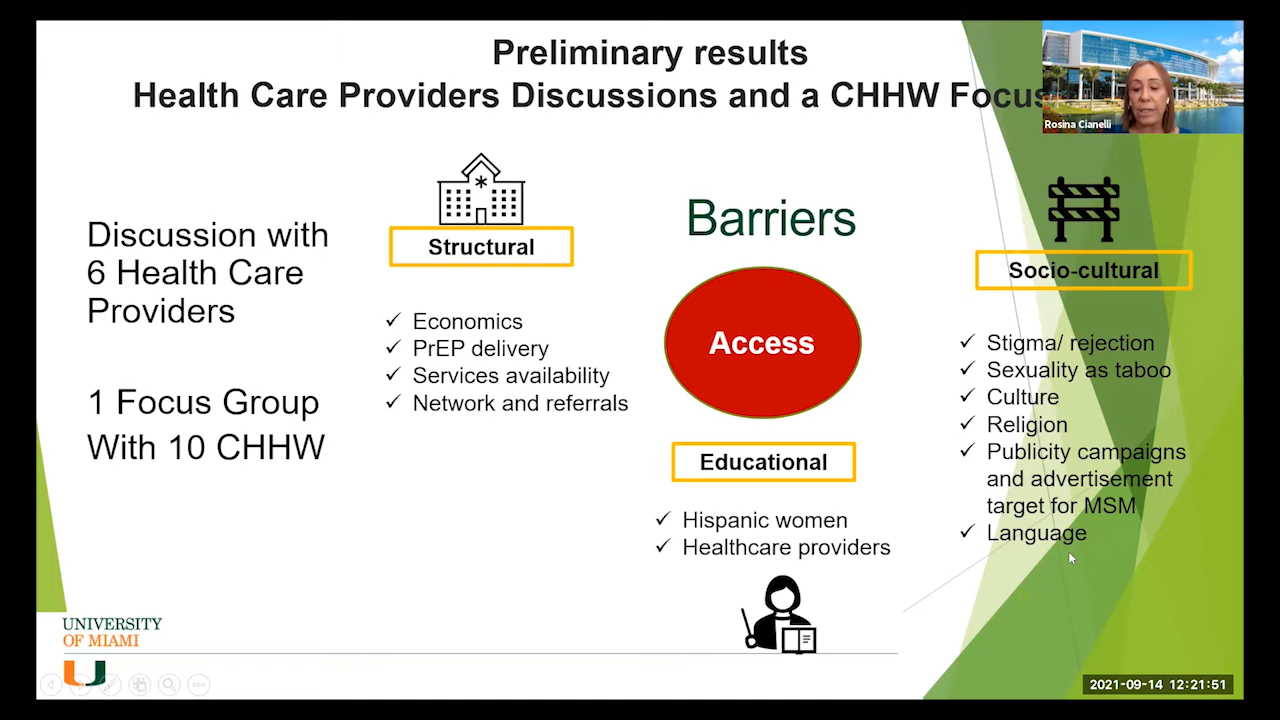 Preliminary results
Health Care Providers Discussions and a CHHW Focus
Rosina Cianelli
Discussion with
6 Health Care
Providers
1 Focus Group
With 10 CHHW
Structural
✓ Economics
✓ PrEP delivery
✓ Services availability
✓ Network and referrals
Barriers
Access
Educational
✓ Hispanic women
✓ Healthcare providers
Socio-cultural
✓ Stigma/ rejection
✓ Sexuality as taboo
✓ Culture
✓ Religion
✓ Publicity campaigns
and advertisement
target for MSM
✓ Language
UNIVERSITY
OF MIAMI
2021-09-14 12:21:51